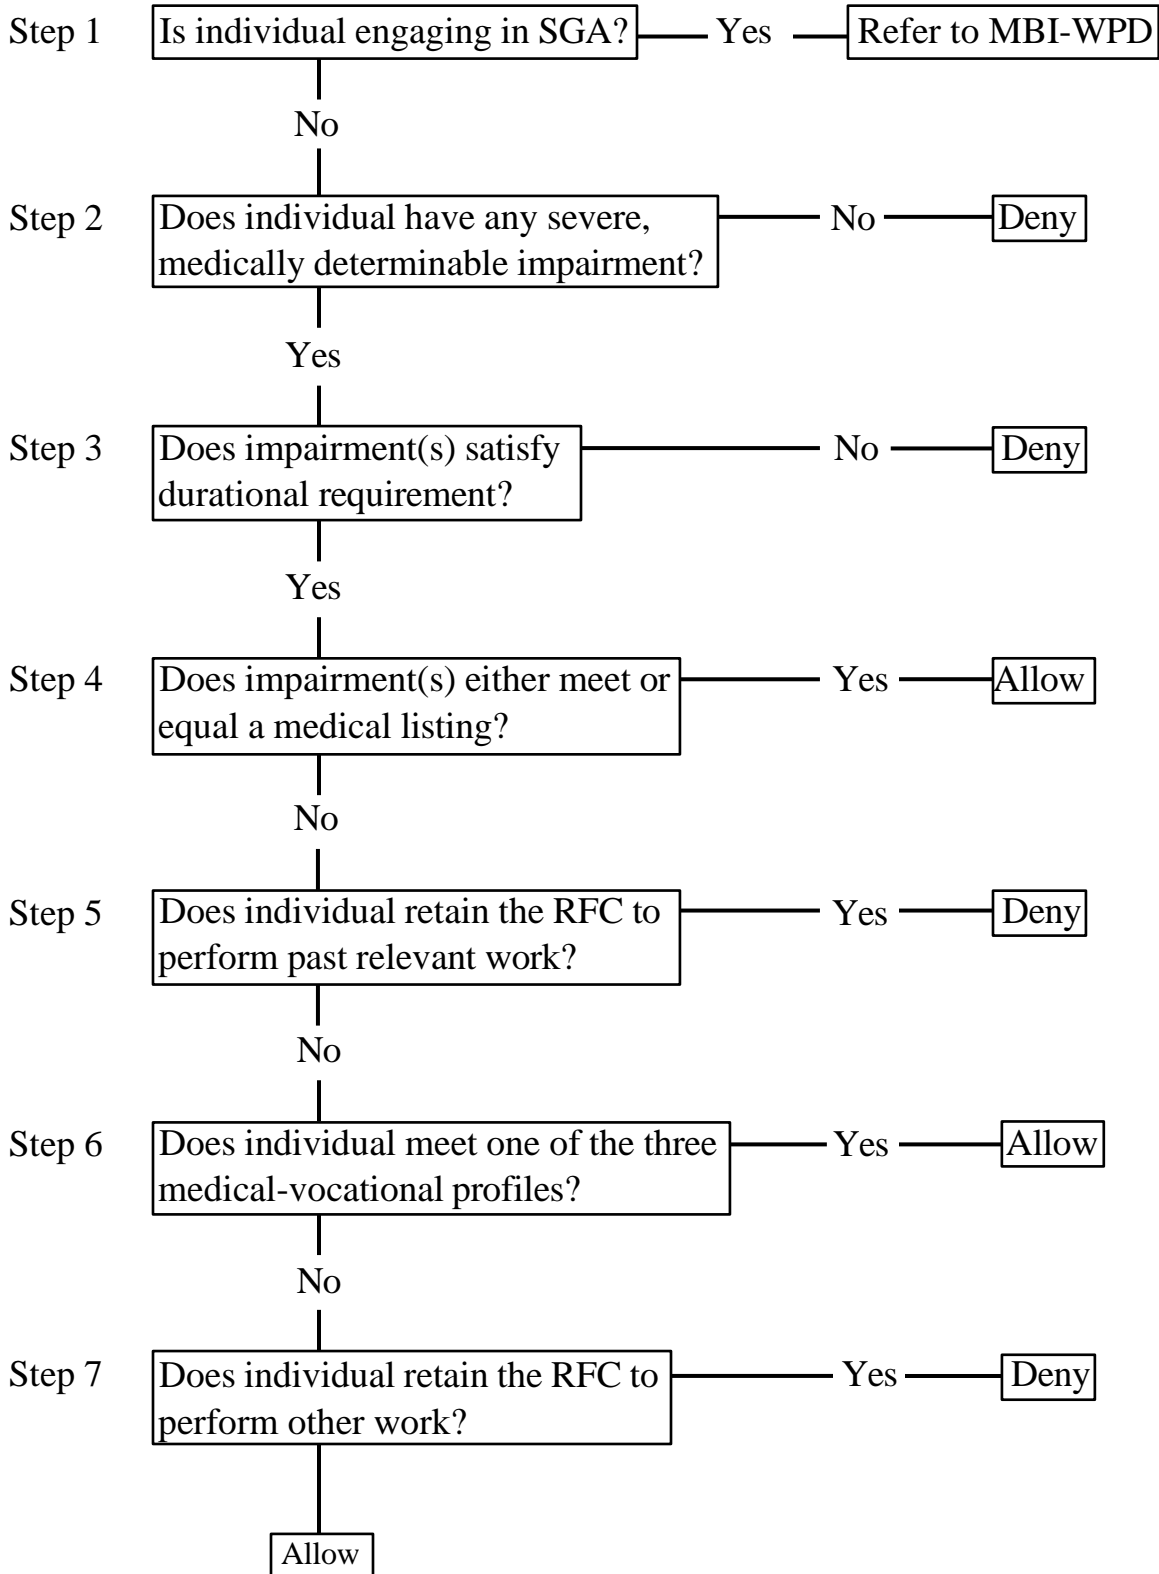 Step 1 Is individual engaging in SGA? Yes Refer to MBI-WPD
No
Step 2 Does individual have any severe, No Deny
medically determinable impairment?
Yes
Step 3 Does impairment(s) satisfy No Deny
durational requirement?
Yes
Step 4 Does impairment(s) either meet or Yes Allow
equal a medical listing?
No
Step 5 Does individual retain the RFC to Yes Deny
perform past relevant work?
No
Step 6 Does individual meet one of the three Yes Allow
medical-vocational profiles?
No
Step 7 Does individual retain the RFC to Yes Deny
perform other work?
Allow